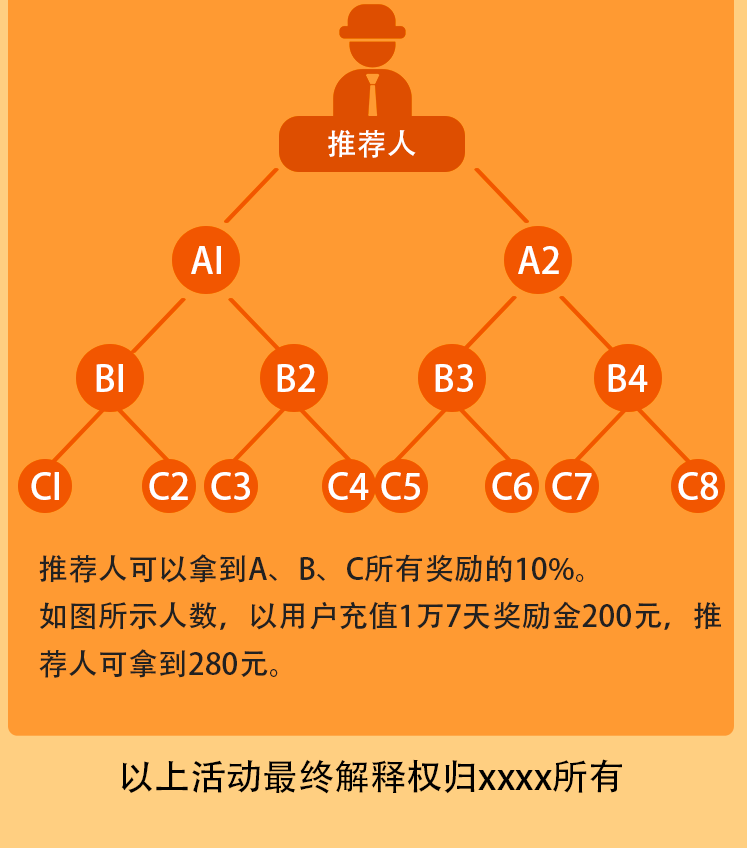 推荐人
A1 A2
B1 B2 B3 B4
C1 C2 C3 C4 C5 C6 C7 C8
推荐人可以拿到A、B、C所有奖励的10%。
如图所示人数，以用户充值1万7天奖励金200元，推
荐人可拿到280元。
以上活动最终解释权归xxxx所有